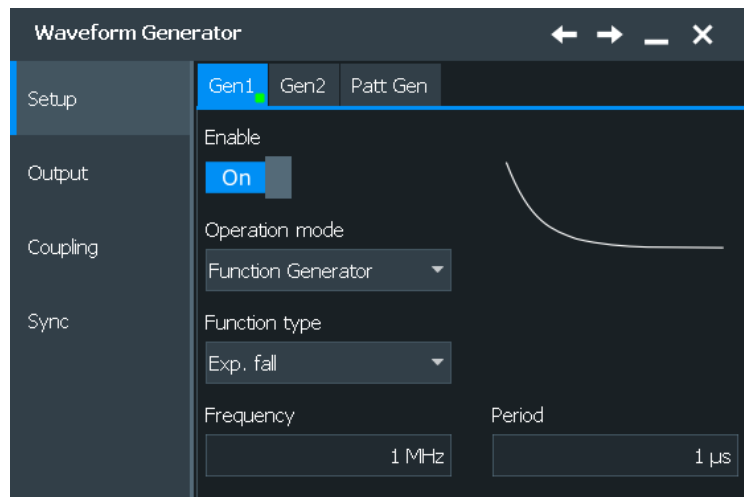 Waveform Generator
Setup
Output
Coupling
Sync
Gen1 Gen2 Patt Gen
Enable
On
Operation mode
Function Generator
Function type
Exp. fall
Frequency Period
1 MHz 1 µs